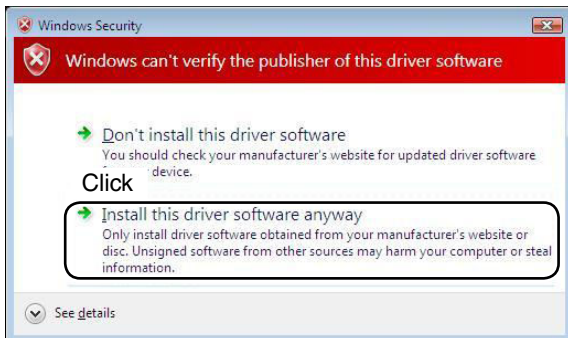 Windows Security
Windows can't verify the publisher of this driver software
Don't install this driver software
You should check your manufacturer's website for updated driver software
device.
Click
Install this driver software anyway
Only install driver software obtained from your manufacturer's website or
disc. Unsigned software from other sources may harm your computer or steal
information.
See details